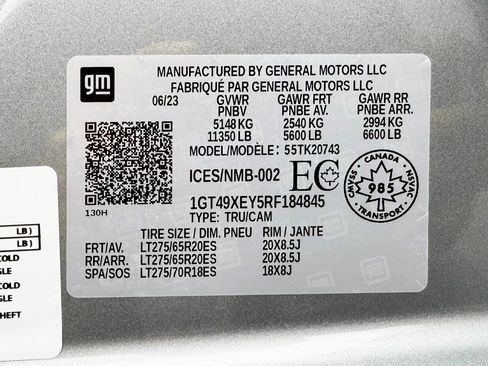 gm
MANUFACTURED BY GENERAL MOTORS LLC
FABRIQUÉ PAR GENERAL MOTORS LLC
06/23 GVWR GAWR FRT GAWR RR
PNBV PNBE AV. PNBE ARR.
5148 KG 2540 KG 2994 KG
11350 LB 5600 LB 6600 LB
MODEL/MODÈLE: 55TK20743
ICES/NMB-002 EC
CANADA
SVAMC 985 NSVAC
TRANSPORT
130H
1GT49XEY5RF184845
TYPE: TRU/CAM
TIRE SIZE / DIM. PNEU RIM / JANTE
FRT/AV. LT275/65R20ES 20X8.5J
RR/ARR. LT275/65R20ES 20X8.5J
SPA/SOS LT275/70R18ES 18X8J
LB )
LB )
COLD
GLE
COLD
GLE
HEFT